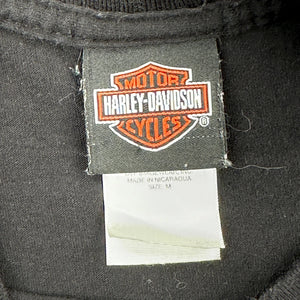 MOTOR
HARLEY-DAVIDSON
CYCLES
®
MADE IN NICARAGUA
SIZE: M